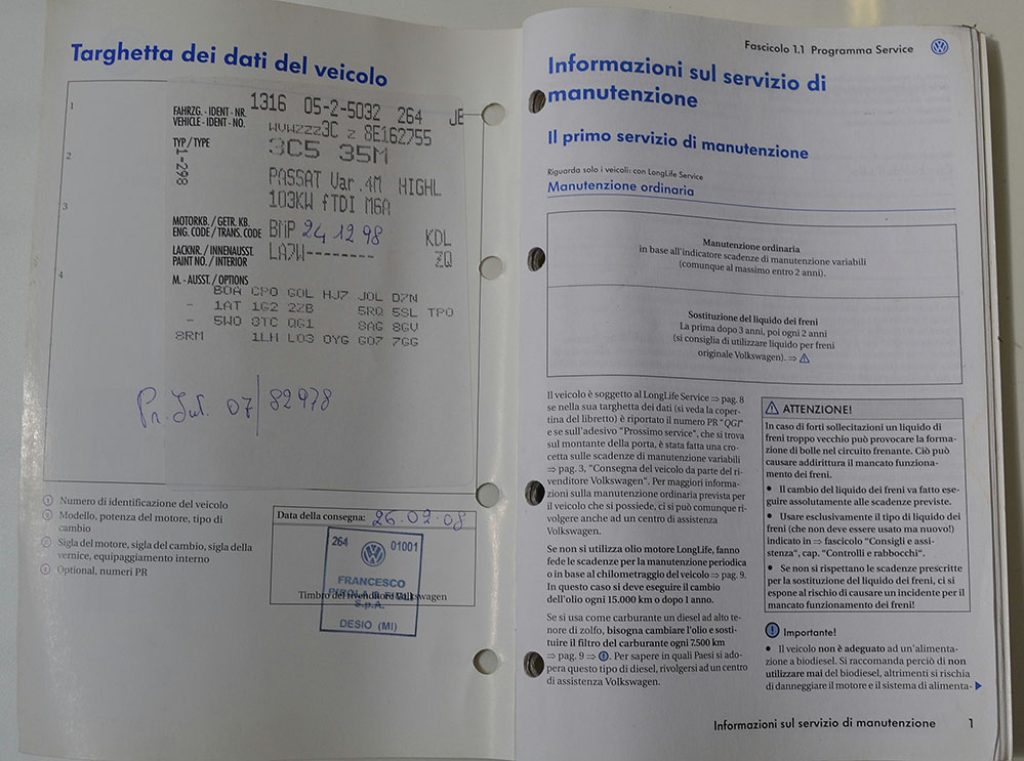 Targhetta dei dati del veicolo
1
2
3
4
FAHRZG.-IDENT-NR.
VEHICLE-IDENT-NO.
1316 05-2-5032 264 JE
WVWZZZ3C Z 8E162755
TYP/TYPE
3C5 35M
1-298
PASSAT Var.4M HIGHL
103KW fTDI M6A
MOTORKB./GETR.KB.
ENG. CODE/TRANS. CODE
BMP 24 12 98 KDL
LACKNR./INNENAUSST.
PAINT NO./INTERIOR
LA7W-------- ZQ
M.-AUSST./OPTIONS
80A CPO G0L HJ7 J0L D7N
- 1AT 1G2 2ZB 5RQ 5SL TPO
- 5W0 3TC QG1 8AG 8GV
8RM 1LH L03 0YG G07 7GG
07/82978
1 Numero di identificazione del veicolo
Modello, potenza del motore, tipo di
cambio
Sigla del motore, sigla del cambio, sigla della
vernice, equipaggiamento interno
4 Optional, numeri PR
Data della consegna: 26.02.08
264 01001
FRANCESCO
S.p.A.
DESIO (MI)
Timbro del rivenditore Volkswagen
Fascicolo 1.1 Programma Service
Informazioni sul servizio di
manutenzione
Il primo servizio di manutenzione
Riguarda solo i veicoli: con LongLife Service
Manutenzione ordinaria
Manutenzione ordinaria
in base all'indicatore scadenze di manutenzione variabili
(comunque al massimo entro 2 anni).
Sostituzione del liquido dei freni
La prima dopo 3 anni, poi ogni 2 anni
(si consiglia di utilizzare liquido per freni
originale Volkswagen). ⇒ ⚠
Il veicolo è soggetto al LongLife Service ⇒ pag. 8
se nella sua targhetta dei dati (si veda la coper-
tina del libretto) è riportato il numero PR "QG1"
e se sull'adesivo "Prossimo service", che si trova
sul montante della porta, è stata fatta una cro-
cetta sulle scadenze di manutenzione variabili
⇒ pag. 3, "Consegna del veicolo da parte del ri-
venditore Volkswagen". Per maggiori informa-
zioni sulla manutenzione ordinaria prevista per
il veicolo che si possiede, ci si può comunque ri-
volgere anche ad un centro di assistenza
Volkswagen.
Se non si utilizza olio motore LongLife, fanno
fede le scadenze per la manutenzione periodica
o in base al chilometraggio del veicolo ⇒ pag. 9.
In questo caso si deve eseguire il cambio
dell'olio ogni 15.000 km o dopo 1 anno.
Se si usa come carburante un diesel ad alto te-
nore di zolfo, bisogna cambiare l'olio e sosti-
tuire il filtro del carburante ogni 7.500 km
⇒ pag. 9 ⇒ ⓘ. Per sapere in quali Paesi si ado-
pera questo tipo di diesel, rivolgersi ad un centro
di assistenza Volkswagen.
⚠ ATTENZIONE!
In caso di forti sollecitazioni un liquido di
freni troppo vecchio può provocare la forma-
zione di bolle nel circuito frenante. Ciò può
causare addirittura il mancato funziona-
mento dei freni.
• Il cambio del liquido dei freni va fatto ese-
guire assolutamente alle scadenze previste.
• Usare esclusivamente il tipo di liquido dei
freni (che non deve essere usato ma nuovo!)
indicato in ⇒ fascicolo "Consigli e assi-
stenza", cap. "Controlli e rabbocchi".
• Se non si rispettano le scadenze prescritte
per la sostituzione del liquido dei freni, ci si
espone al rischio di causare un incidente per il
mancato funzionamento dei freni!
Importante!
• Il veicolo non è adeguato ad un'alimenta-
zione a biodiesel. Si raccomanda perciò di non
utilizzare mai del biodiesel, altrimenti si rischia
di danneggiare il motore e il sistema di alimenta-
Informazioni sul servizio di manutenzione 1